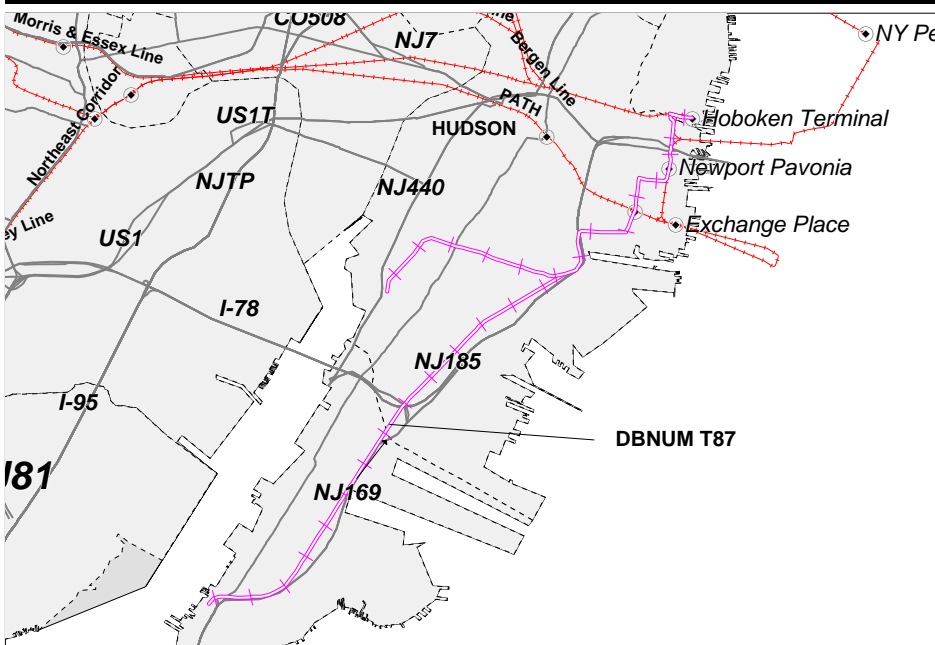 CO508
Morris & Essex Line
NJ7
Bergen Line
NY Pe
Northeast Corridor
US1T
PATH
HUDSON
Hoboken Terminal
NJTP
NJ440
Newport Pavonia
ey Line
US1
Exchange Place
I-78
NJ185
I-95
DBNUM T87
J81
NJ169